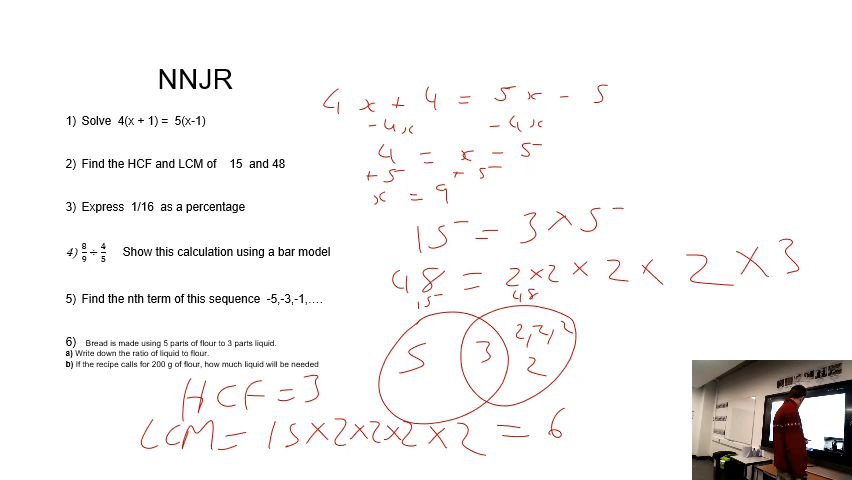 NNJR
1) Solve 4(x + 1) = 5(x-1)
2) Find the HCF and LCM of 15 and 48
3) Express 1/16 as a percentage
4) 8/9 ÷ 4/5 Show this calculation using a bar model
5) Find the nth term of this sequence -5,-3,-1,….
6) Bread is made using 5 parts of flour to 3 parts liquid.
a) Write down the ratio of liquid to flour.
b) If the recipe calls for 200 g of flour, how much liquid will be needed
4x + 4 = 5x - 5
-4x -4x
4 = x - 5
+5 +5
x = 9
15 = 3 × 5
48 = 2 × 2 × 2 × 2 × 3
15 48
5 3 2, 2, 2
2
HCF = 3
LCM = 15 × 2 × 2 × 2 × 2 = 6